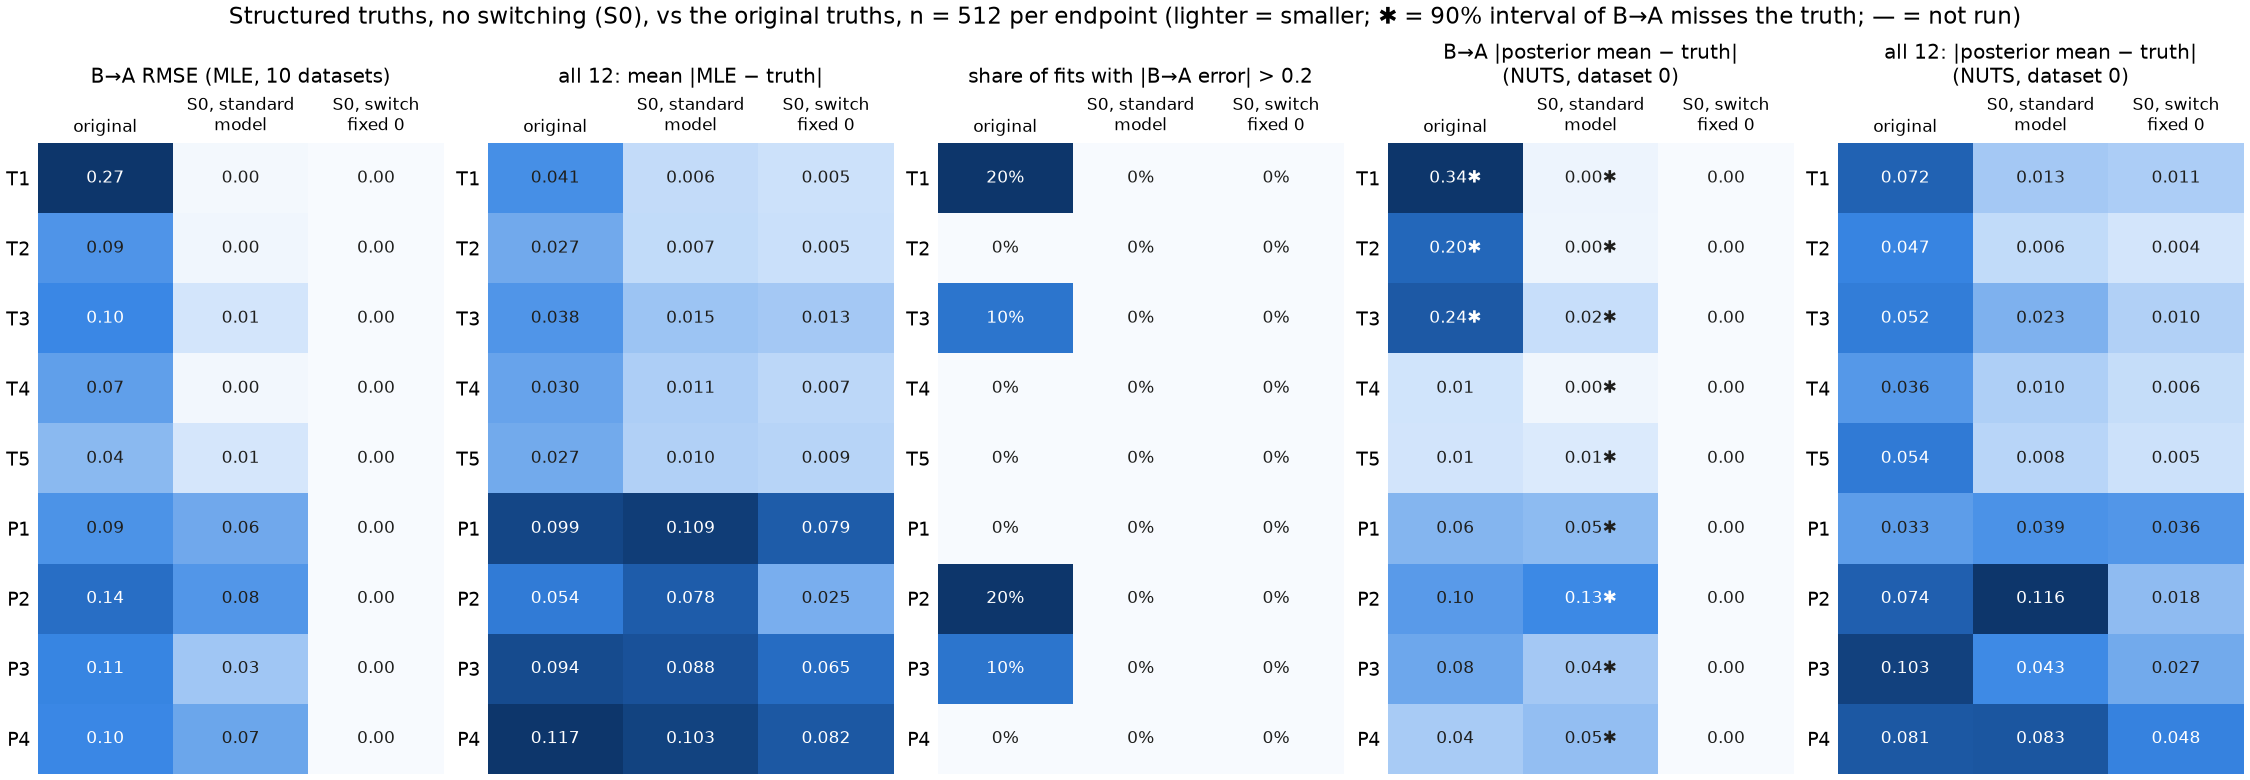 Structured truths, no switching (S0), vs the original truths, n = 512 per endpoint (lighter = smaller; ✱ = 90% interval of B→A misses the truth; — = not run)
B→A RMSE (MLE, 10 datasets)
original S0, standard model S0, switch fixed 0
T1 0.27 0.00 0.00
T2 0.09 0.00 0.00
T3 0.10 0.01 0.00
T4 0.07 0.00 0.00
T5 0.04 0.01 0.00
P1 0.09 0.06 0.00
P2 0.14 0.08 0.00
P3 0.11 0.03 0.00
P4 0.10 0.07 0.00
all 12: mean |MLE − truth|
original S0, standard model S0, switch fixed 0
T1 0.041 0.006 0.005
T2 0.027 0.007 0.005
T3 0.038 0.015 0.013
T4 0.030 0.011 0.007
T5 0.027 0.010 0.009
P1 0.099 0.109 0.079
P2 0.054 0.078 0.025
P3 0.094 0.088 0.065
P4 0.117 0.103 0.082
share of fits with |B→A error| > 0.2
original S0, standard model S0, switch fixed 0
T1 20% 0% 0%
T2 0% 0% 0%
T3 10% 0% 0%
T4 0% 0% 0%
T5 0% 0% 0%
P1 0% 0% 0%
P2 20% 0% 0%
P3 10% 0% 0%
P4 0% 0% 0%
B→A |posterior mean − truth|
(NUTS, dataset 0)
original S0, standard model S0, switch fixed 0
T1 0.34✱ 0.00✱ 0.00
T2 0.20✱ 0.00✱ 0.00
T3 0.24✱ 0.02✱ 0.00
T4 0.01 0.00✱ 0.00
T5 0.01 0.01✱ 0.00
P1 0.06 0.05✱ 0.00
P2 0.10 0.13✱ 0.00
P3 0.08 0.04✱ 0.00
P4 0.04 0.05✱ 0.00
all 12: |posterior mean − truth|
(NUTS, dataset 0)
original S0, standard model S0, switch fixed 0
T1 0.072 0.013 0.011
T2 0.047 0.006 0.004
T3 0.052 0.023 0.010
T4 0.036 0.010 0.006
T5 0.054 0.008 0.005
P1 0.033 0.039 0.036
P2 0.074 0.116 0.018
P3 0.103 0.043 0.027
P4 0.081 0.083 0.048